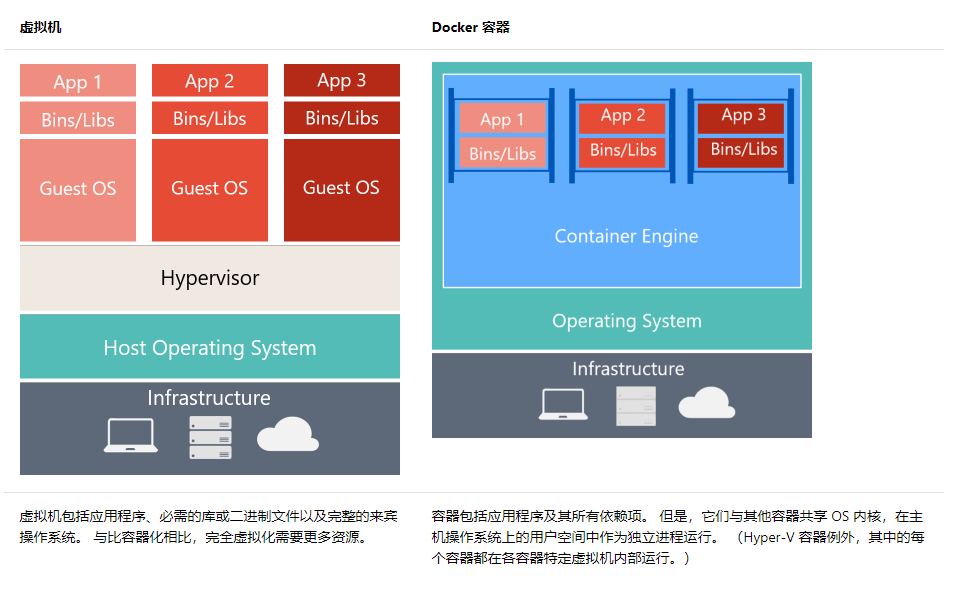 虚拟机
Docker 容器
App 1
App 2
App 3
Bins/Libs
Bins/Libs
Bins/Libs
Guest OS
Guest OS
Guest OS
Hypervisor
Host Operating System
Infrastructure
App 1
App 2
App 3
Bins/Libs
Bins/Libs
Bins/Libs
Container Engine
Operating System
Infrastructure
虚拟机包括应用程序、必需的库或二进制文件以及完整的来宾
操作系统。 与比容器化相比，完全虚拟化需要更多资源。
容器包括应用程序及其所有依赖项。 但是，它们与其他容器共享 OS 内核，在主
机操作系统上的用户空间中作为独立进程运行。 （Hyper-V 容器例外，其中的每
个容器都在各容器特定虚拟机内部运行。）